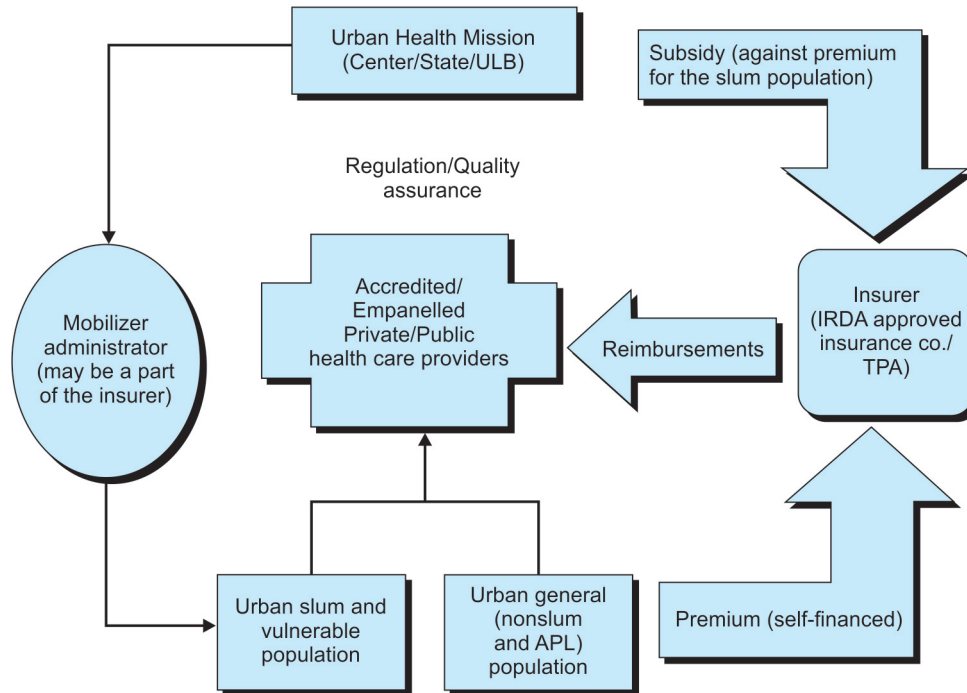 Urban Health Mission
(Center/State/ULB)
Subsidy (against premium
for the slum population)
Regulation/Quality
assurance
Accredited/
Empanelled
Private/Public
health care providers
Mobilizer
administrator
(may be a part
of the insurer)
Reimbursements
Insurer
(IRDA approved
insurance co./
TPA)
Urban slum and
vulnerable
population
Urban general
(nonslum
and APL)
population
Premium (self-financed)